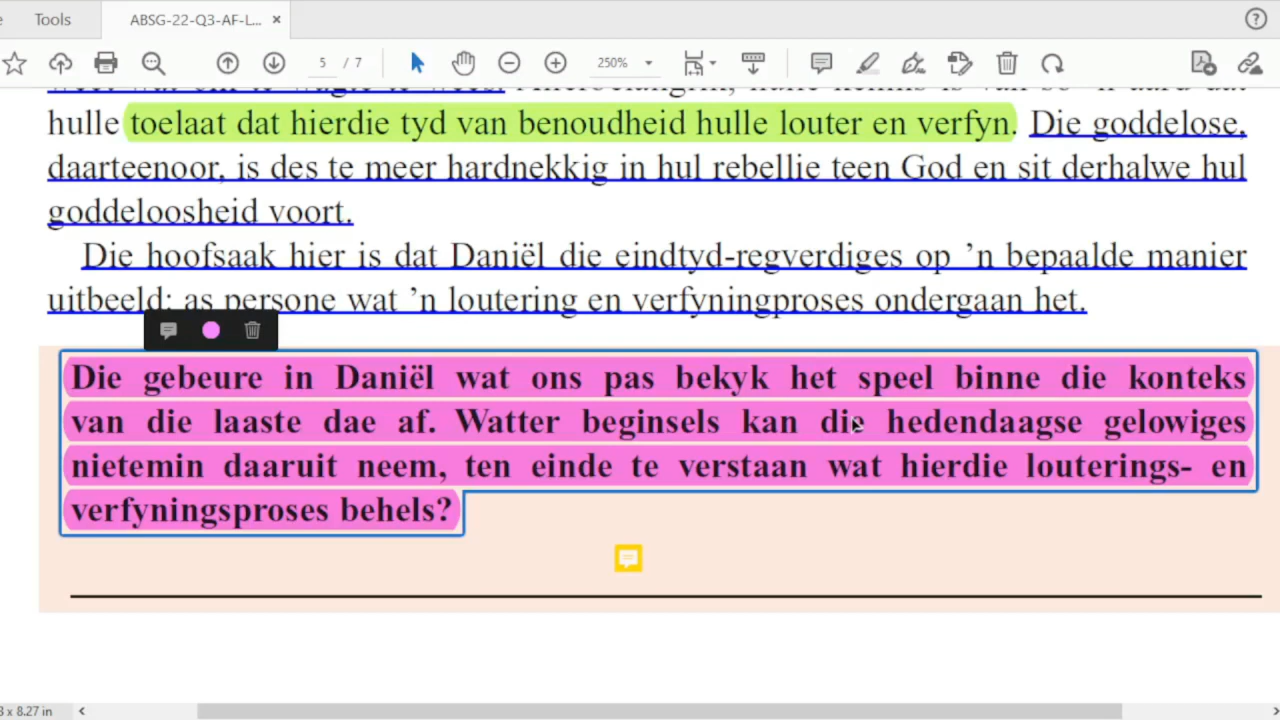 Tools
ABSG-22-Q3-AF-L... ×
5 / 7
250%
hulle toelaat dat hierdie tyd van benoudheid hulle louter en verfyn. Die goddelose,
daarteenoor, is des te meer hardnekkig in hul rebellie teen God en sit derhalwe hul
goddeloosheid voort.
Die hoofsaak hier is dat Daniël die eindtyd-regverdiges op ’n bepaalde manier
uitbeeld: as persone wat ’n loutering en verfyningproses ondergaan het.
Die gebeure in Daniël wat ons pas bekyk het speel binne die konteks
van die laaste dae af. Watter beginsels kan die hedendaagse gelowiges
nietemin daaruit neem, ten einde te verstaan wat hierdie louterings- en
verfyningsproses behels?
x 8.27 in